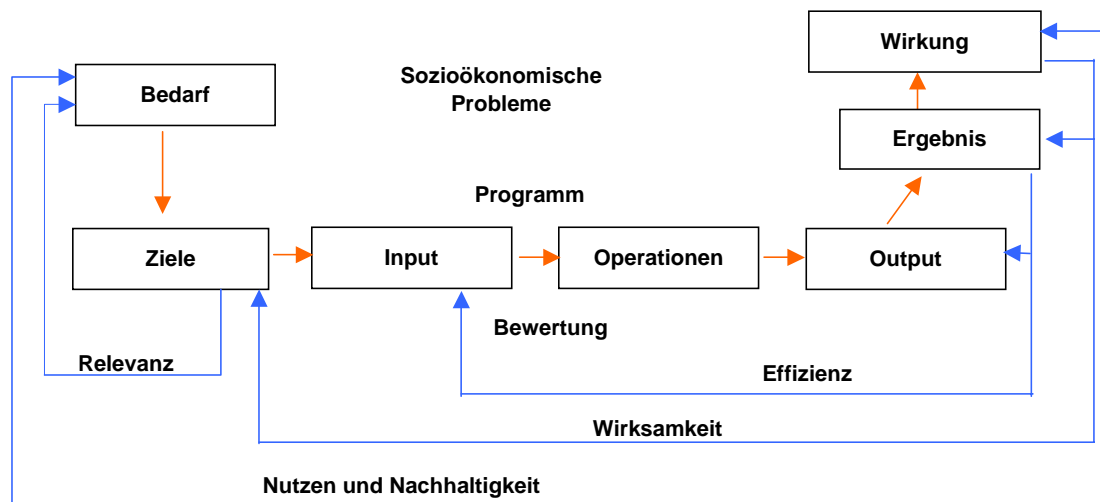 Wirkung
Sozioökonomische
Probleme
Bedarf
Ergebnis
Programm
Ziele
Input
Operationen
Output
Bewertung
Relevanz
Effizienz
Wirksamkeit
Nutzen und Nachhaltigkeit